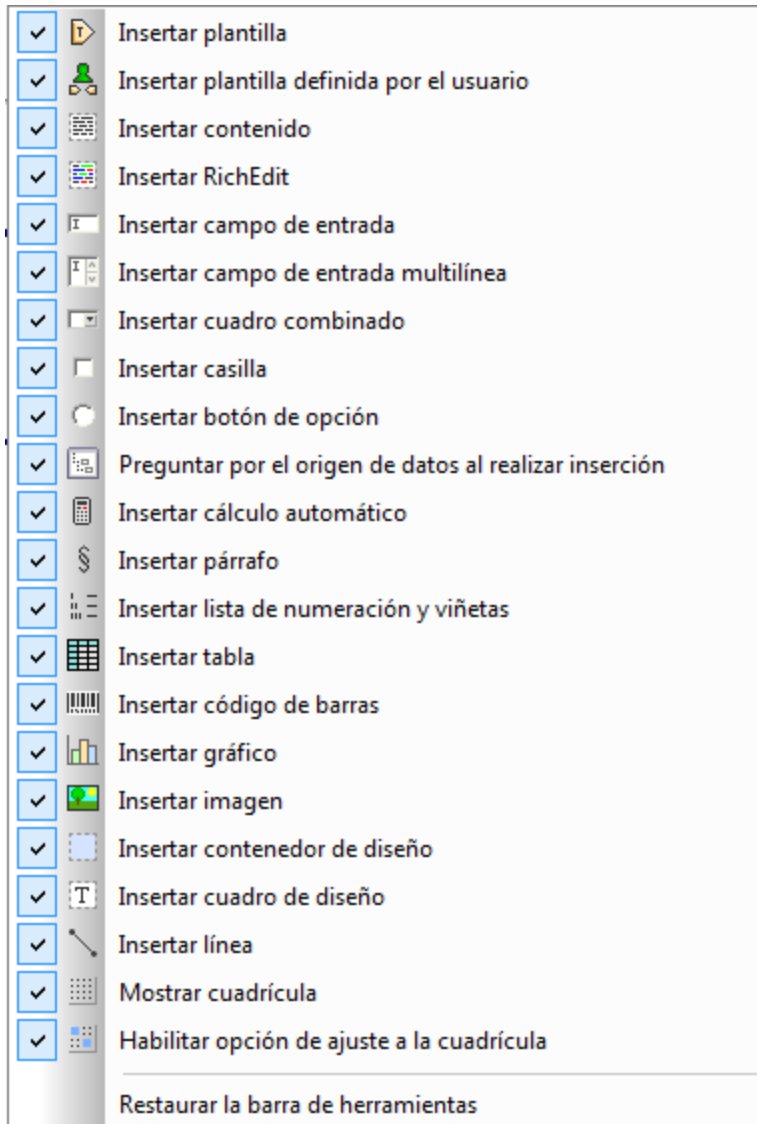 Insertar plantilla
Insertar plantilla definida por el usuario
Insertar contenido
Insertar RichEdit
Insertar campo de entrada
Insertar campo de entrada multilínea
Insertar cuadro combinado
Insertar casilla
Insertar botón de opción
Preguntar por el origen de datos al realizar inserción
Insertar cálculo automático
Insertar párrafo
Insertar lista de numeración y viñetas
Insertar tabla
Insertar código de barras
Insertar gráfico
Insertar imagen
Insertar contenedor de diseño
Insertar cuadro de diseño
Insertar línea
Mostrar cuadrícula
Habilitar opción de ajuste a la cuadrícula
Restaurar la barra de herramientas